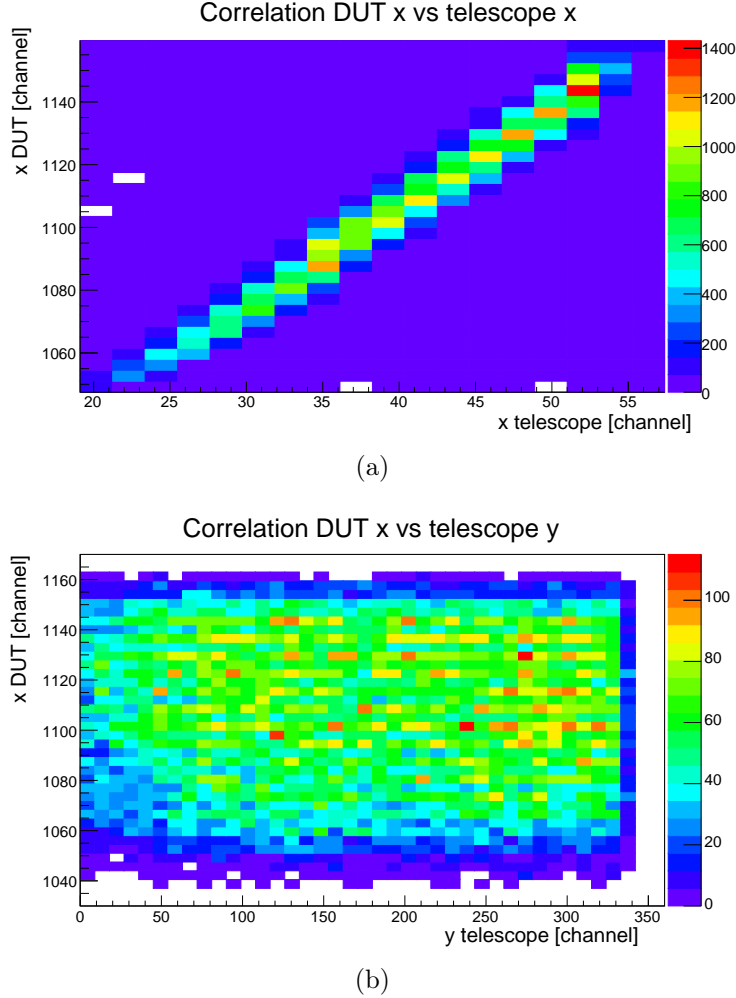 Correlation DUT x vs telescope x
x DUT [channel]
1140
1120
1100
1080
1060
20 25 30 35 40 45 50 55
x telescope [channel]
1400
1200
1000
800
600
400
200
0
(a)
Correlation DUT x vs telescope y
x DUT [channel]
1160
1140
1120
1100
1080
1060
1040
0 50 100 150 200 250 300 350
y telescope [channel]
100
80
60
40
20
0
(b)